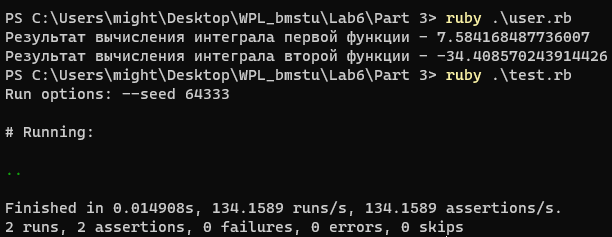 PS C:\Users\might\Desktop\WPL_bmstu\Lab6\Part 3> ruby .\user.rb
Результат вычисления интеграла первой функции - 7.584168487736007
Результат вычисления интеграла второй функции - -34.408570243914426
PS C:\Users\might\Desktop\WPL_bmstu\Lab6\Part 3> ruby .\test.rb
Run options: --seed 64333
# Running:
..
Finished in 0.014908s, 134.1589 runs/s, 134.1589 assertions/s.
2 runs, 2 assertions, 0 failures, 0 errors, 0 skips